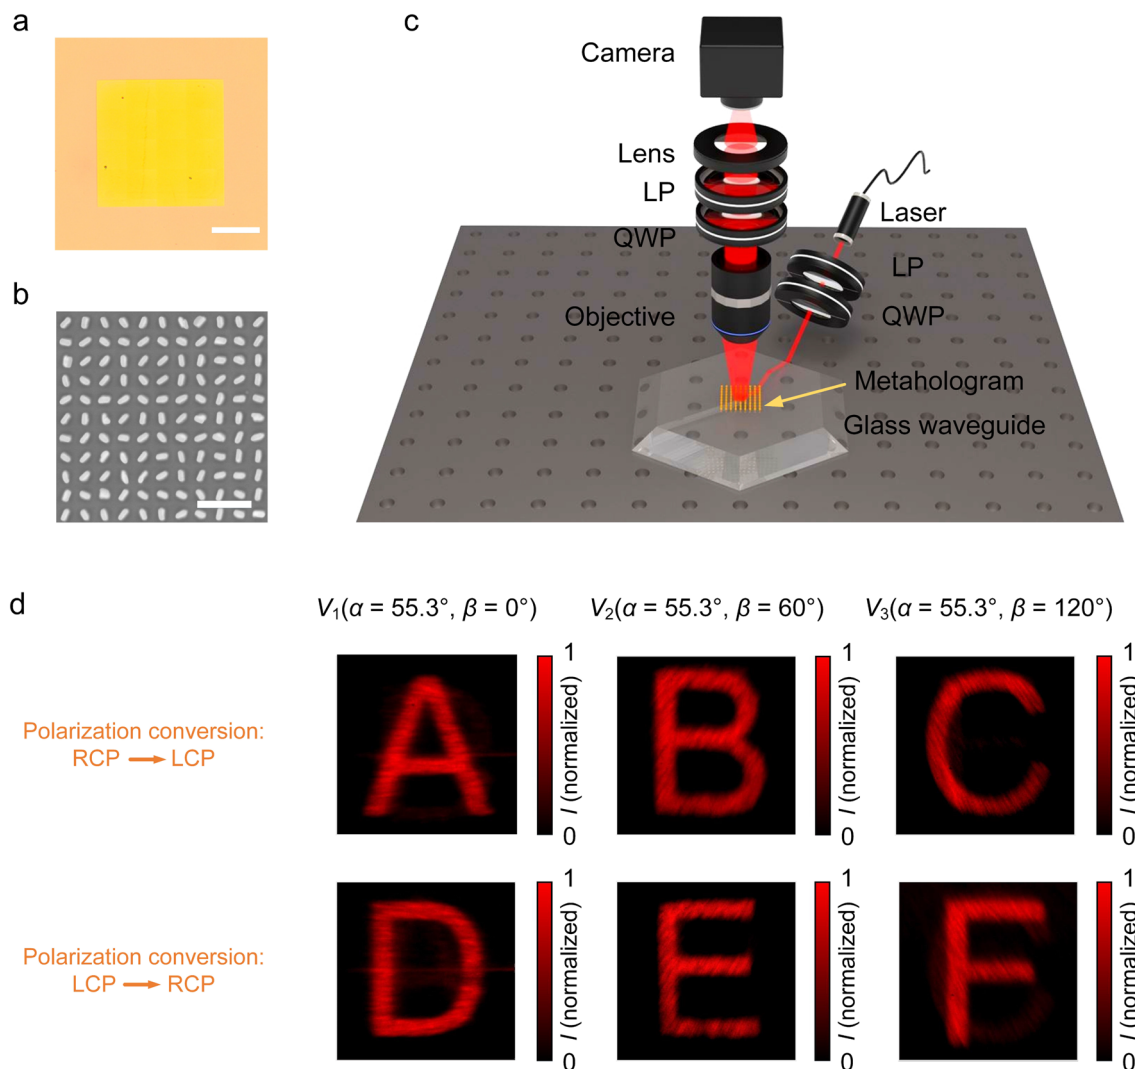 a
c
Camera
Lens
LP
QWP
Objective
Laser
LP
QWP
Metahologram
Glass waveguide
b
d
V1(α = 55.3°, β = 0°)
V2(α = 55.3°, β = 60°)
V3(α = 55.3°, β = 120°)
Polarization conversion:
RCP → LCP
A
1
I (normalized)
0
B
1
I (normalized)
0
C
1
I (normalized)
0
Polarization conversion:
LCP → RCP
D
1
I (normalized)
0
E
1
I (normalized)
0
F
1
I (normalized)
0